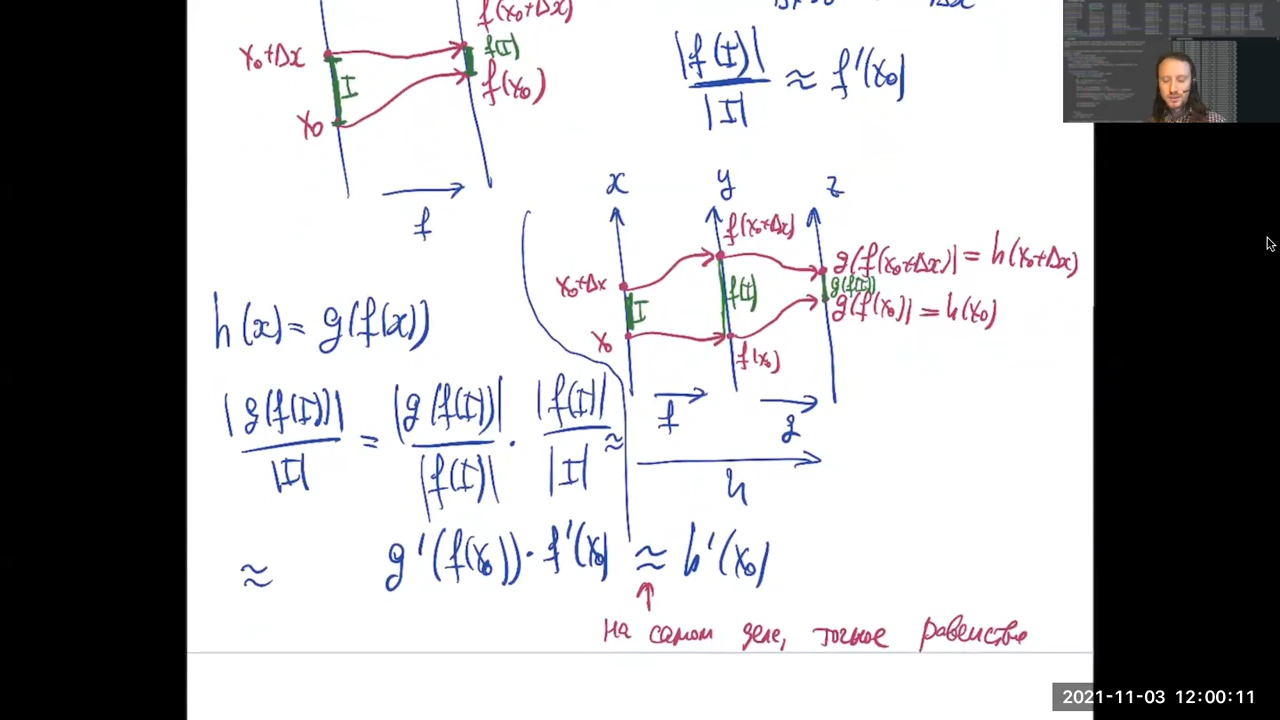 f(x₀+Δx)
x₀+Δx
I
f(I)
f(x₀)
x₀
f
|f(I)| / |I| ≈ f'(x₀)
x y z
x₀+Δx
f(x₀+Δx)
g(f(x₀+Δx)) = h(x₀+Δx)
I
f(I)
g(f(I))
g(f(x₀)) = h(x₀)
x₀
f(x₀)
f
g
h
h(x) = g(f(x))
|g(f(I))| / |I| = |g(f(I))| / |f(I)| · |f(I)| / |I| ≈
≈ g'(f(x₀)) · f'(x₀) ≈ h'(x₀)
На самом деле, точное равенство
2021-11-03 12:00:11